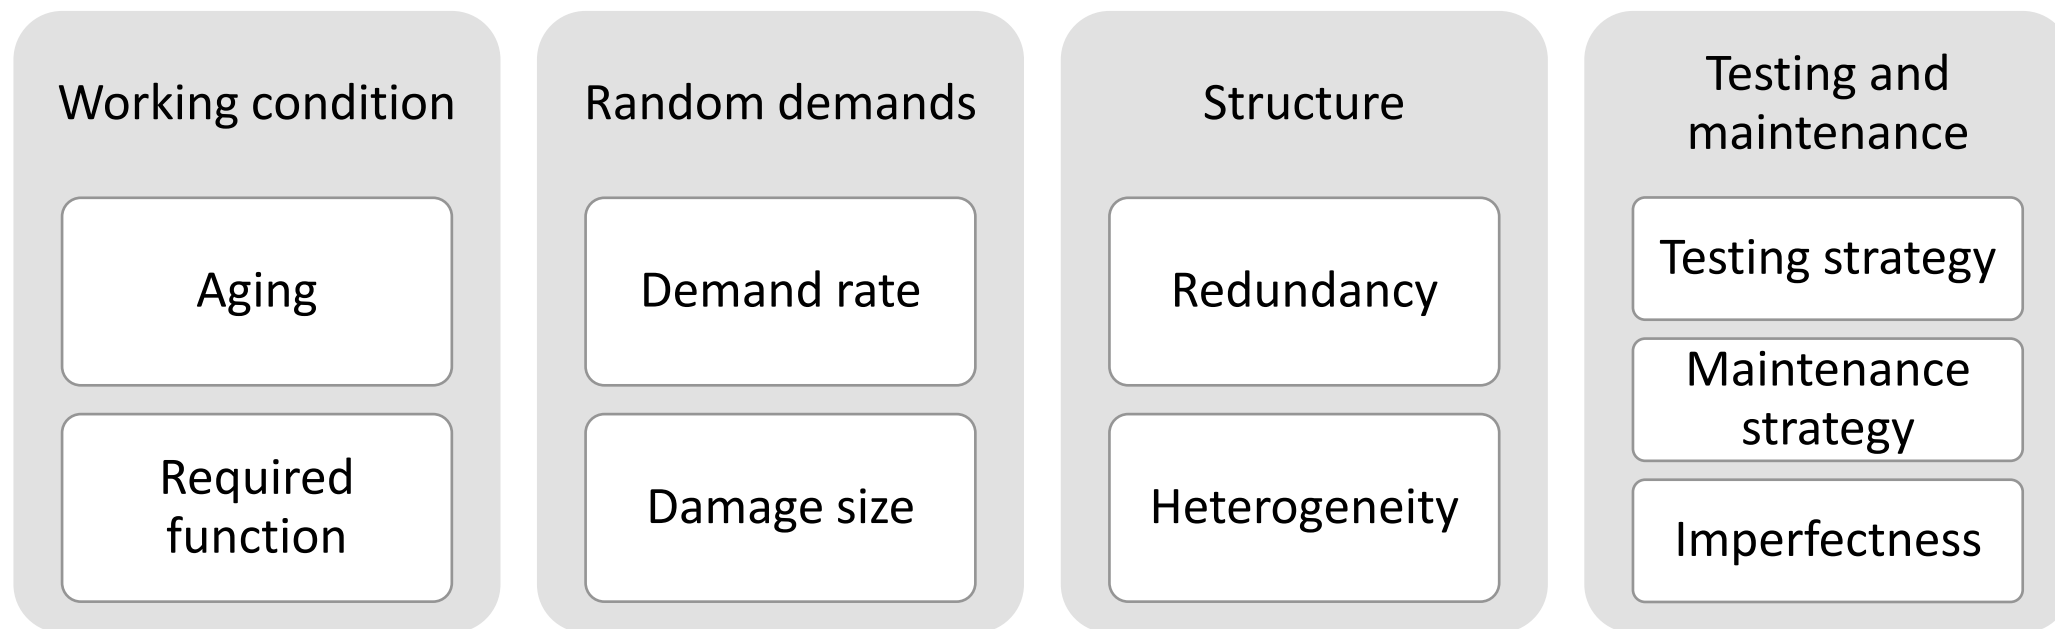 Working condition
Aging
Required
function
Random demands
Demand rate
Damage size
Structure
Redundancy
Heterogeneity
Testing and
maintenance
Testing strategy
Maintenance
strategy
Imperfectness